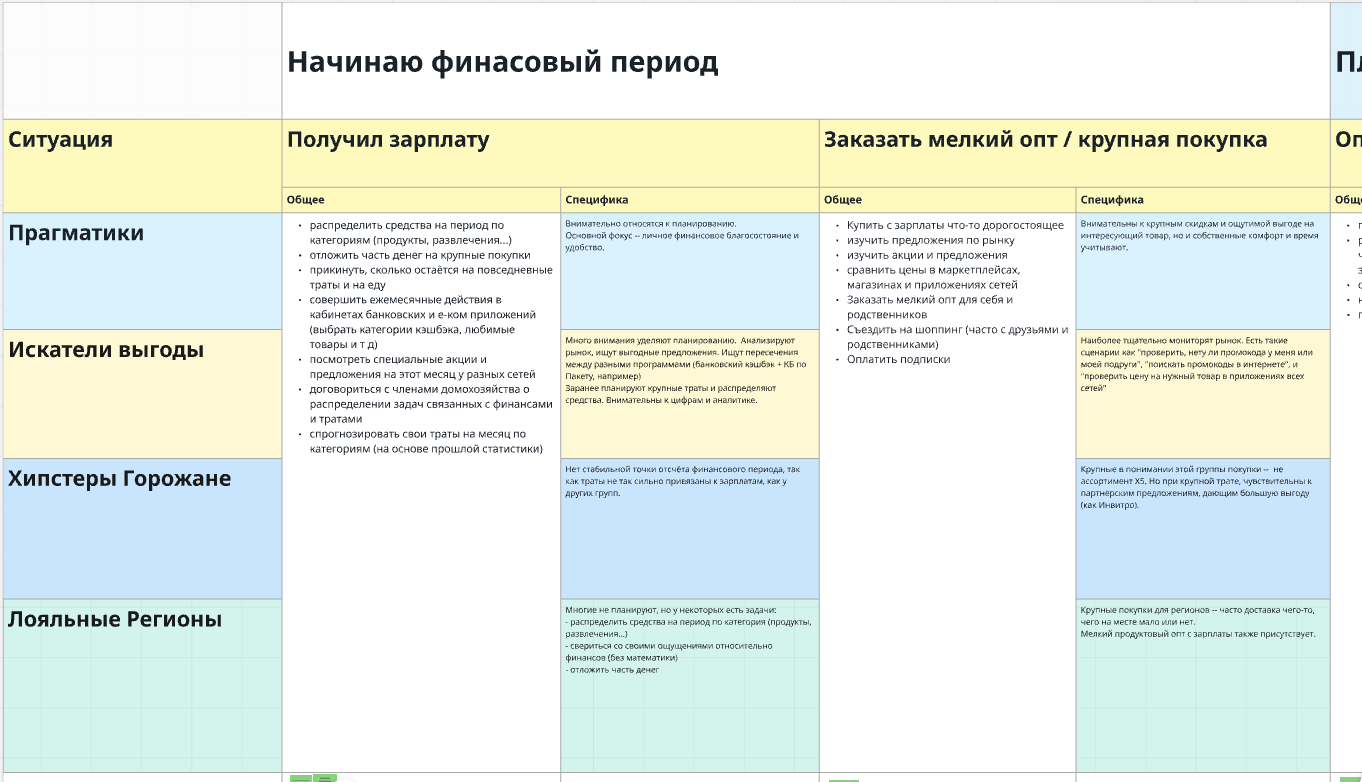 Начинаю финасовый период
Ситуация
Получил зарплату
Заказать мелкий опт / крупная покупка
Общее
Специфика
Общее
Специфика
Прагматики
• распределить средства на период по
категориям (продукты, развлечения...)
• отложить часть денег на крупные покупки
• прикинуть, сколько остаётся на повседневные
траты и на еду
• совершить ежемесячные действия в
кабинетах банковских и е-ком приложений
(выбрать категории кэшбэка, любимые
товары и т д)
• посмотреть специальные акции и
предложения на этот месяц у разных сетей
• договориться с членами домохозяйства о
распределении задач связанных с финансами
и тратами
• спрогнозировать свои траты на месяц по
категориям (на основе прошлой статистики)
Внимательно относятся к планированию.
Основной фокус -- личное финансовое благосостояние и
удобство.
• Купить с зарплаты что-то дорогостоящее
• изучить предложения по рынку
• изучить акции и предложения
• сравнить цены в маркетплейсах,
магазинах и приложениях сетей
• Заказать мелкий опт для себя и
родственников
• Съездить на шоппинг (часто с друзьями и
родственниками)
• Оплатить подписки
Внимательны к крупным скидкам и ощутимой выгоде на
интересующий товар, но и собственные комфорт и время
учитывают.
Искатели выгоды
Много внимания уделяют планированию. Анализируют
рынок, ищут выгодные предложения. Ищут пересечения
между разными программами (банковский кэшбэк + КБ по
Пакету, например)
Заранее планируют крупные траты и распределяют
средства. Внимательны к цифрам и аналитике.
Наиболее тщательно мониторят рынок. Есть такие
сценарии как "проверить, нету ли промокода у меня или
моей подруги", "поискать промокоды в интернете", и
"проверить цену на нужный товар в приложениях всех
сетей"
Хипстеры Горожане
Нет стабильной точки отсчёта финансового периода, так
как траты не так сильно привязаны к зарплатам, как у
других групп.
Крупные в понимании этой группы покупки -- не
ассортимент X5. Но при крупной трате, чувствительны к
партнёрским предложениям, дающим большую выгоду
(как Инвитро).
Лояльные Регионы
Многие не планируют, но у некоторых есть задачи:
- распределить средства на период по категория (продукты,
развлечения...)
- свериться со своими ощущениями относительно
финансов (без математики)
- отложить часть денег
Крупные покупки для регионов -- часто доставка чего-то,
чего на месте мало или нет.
Мелкий продуктовый опт с зарплаты также присутствует.